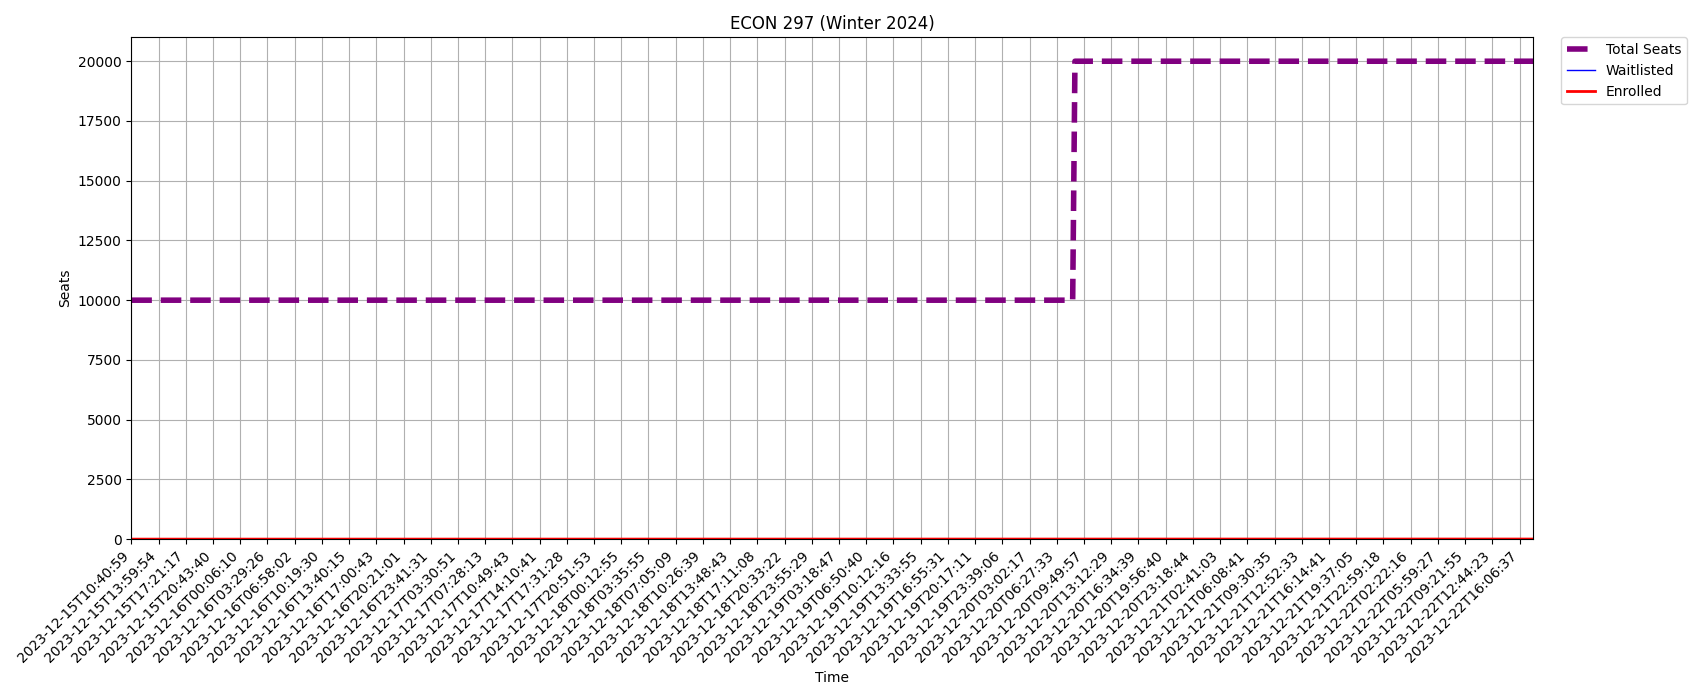 ECON 297 (Winter 2024)
Total Seats
Waitlisted
Enrolled
Seats
20000
17500
15000
12500
10000
7500
5000
2500
0
2023-12-15T10:40:59
2023-12-15T13:59:54
2023-12-15T17:21:17
2023-12-15T20:43:40
2023-12-16T00:06:10
2023-12-16T03:29:26
2023-12-16T06:58:02
2023-12-16T10:19:30
2023-12-16T13:40:15
2023-12-16T17:00:43
2023-12-16T20:21:01
2023-12-16T23:41:31
2023-12-17T03:30:51
2023-12-17T07:28:13
2023-12-17T10:49:43
2023-12-17T14:10:41
2023-12-17T17:31:28
2023-12-17T20:51:53
2023-12-18T00:12:55
2023-12-18T03:35:55
2023-12-18T07:05:09
2023-12-18T10:26:39
2023-12-18T13:48:43
2023-12-18T17:11:08
2023-12-18T20:33:22
2023-12-18T23:55:29
2023-12-19T03:18:47
2023-12-19T06:50:40
2023-12-19T10:12:16
2023-12-19T13:33:55
2023-12-19T16:55:31
2023-12-19T20:17:11
2023-12-19T23:39:06
2023-12-20T03:02:17
2023-12-20T06:27:33
2023-12-20T09:49:57
2023-12-20T13:12:29
2023-12-20T16:34:39
2023-12-20T19:56:40
2023-12-20T23:18:44
2023-12-21T02:41:03
2023-12-21T06:08:41
2023-12-21T09:30:35
2023-12-21T12:52:33
2023-12-21T16:14:41
2023-12-21T19:37:05
2023-12-21T22:59:18
2023-12-22T02:22:16
2023-12-22T05:59:27
2023-12-22T09:21:55
2023-12-22T12:44:23
2023-12-22T16:06:37
Time